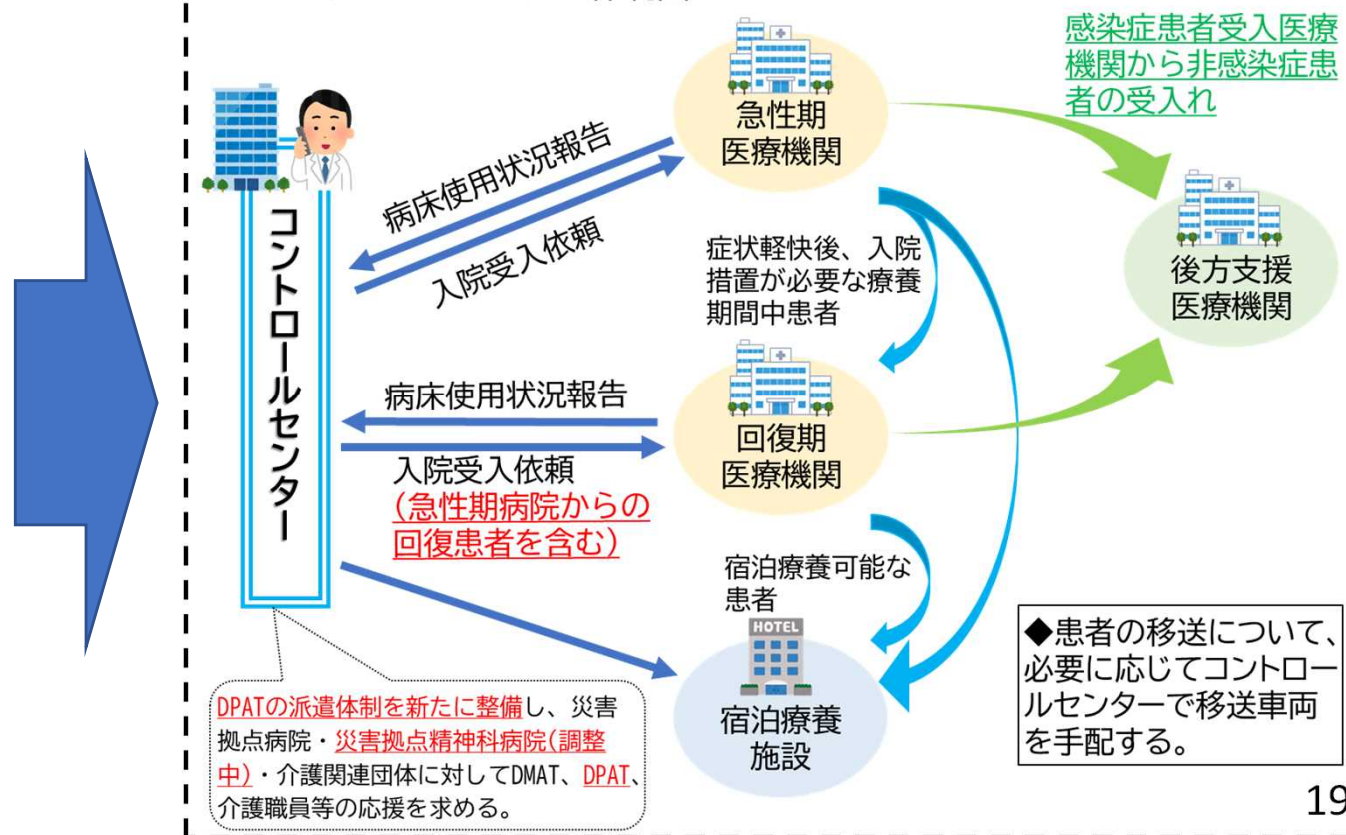 感染症患者受入医療
機関から非感染症患
者の受入れ
急性期
医療機関
病床使用状況報告
入院受入依頼
コントロールセンター
症状軽快後、入院
措置が必要な療養
期間中患者
後方支援
医療機関
病床使用状況報告
入院受入依頼
(急性期病院からの
回復患者を含む)
回復期
医療機関
宿泊療養可能な
患者
HOTEL
宿泊療養
施設
◆患者の移送について、
必要に応じてコントロー
ルセンターで移送車両
を手配する。
DPATの派遣体制を新たに整備し、災害
拠点病院・災害拠点精神科病院(調整
中)・介護関連団体に対してDMAT、DPAT、
介護職員等の応援を求める。
19